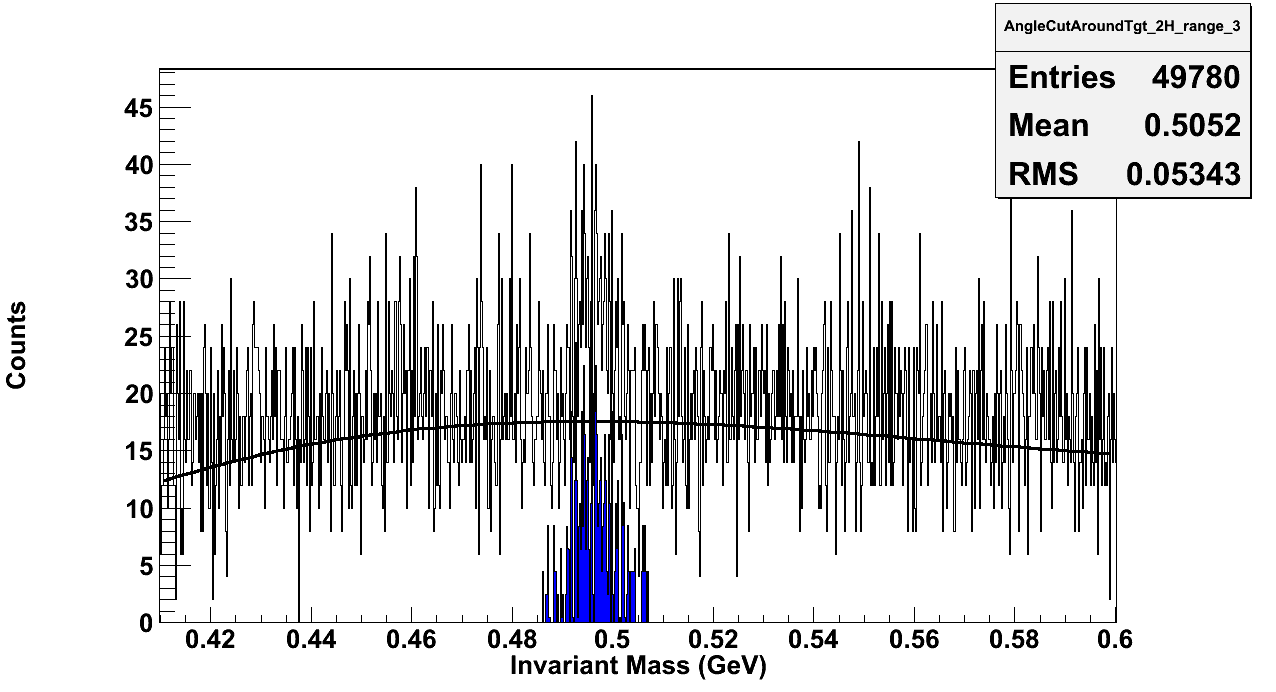 AngleCutAroundTgt_2H_range_3
Entries 49780
Mean 0.5052
RMS 0.05343
Counts
45
40
35
30
25
20
15
10
5
0
0.42 0.44 0.46 0.48 0.5 0.52 0.54 0.56 0.58 0.6
Invariant Mass (GeV)